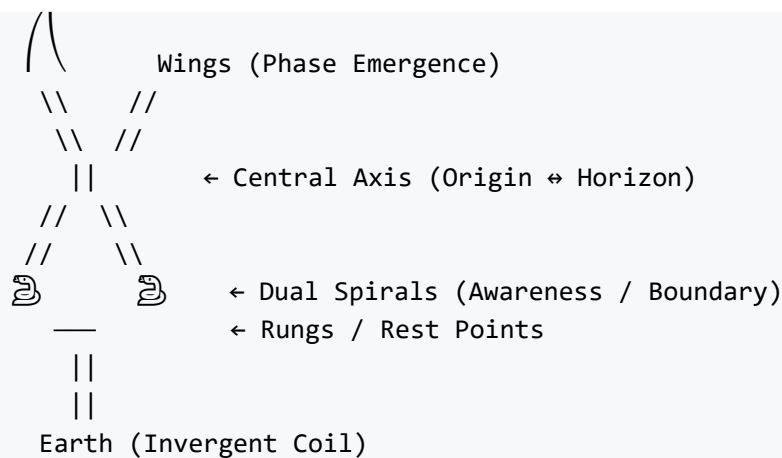 Wings (Phase Emergence)
\\ //
\\ //
|| ← Central Axis (Origin ↔ Horizon)
// \\
// \\
← Dual Spirals (Awareness / Boundary)
← Rungs / Rest Points
||
||
Earth (Invergent Coil)